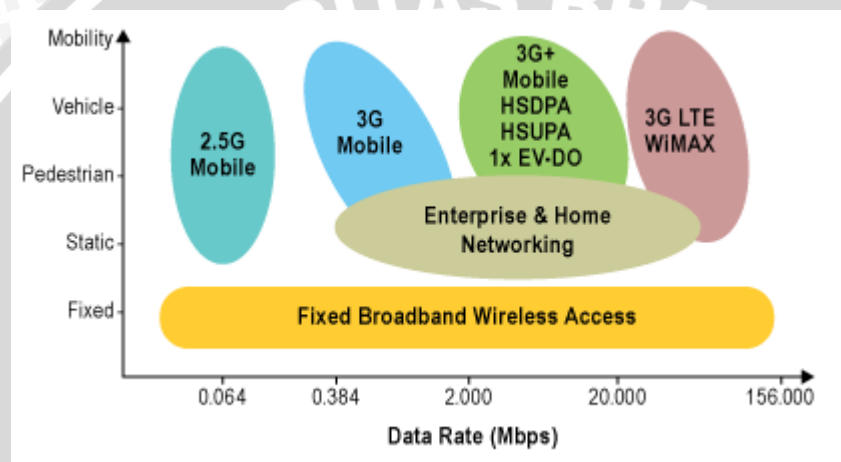 Mobility
Vehicle
Pedestrian
Static
Fixed
2.5G
Mobile
3G
Mobile
3G+
Mobile
HSDPA
HSUPA
1x EV-DO
3G LTE
WiMAX
Enterprise & Home
Networking
Fixed Broadband Wireless Access
0.064
0.384
2.000
20.000
156.000
Data Rate (Mbps)